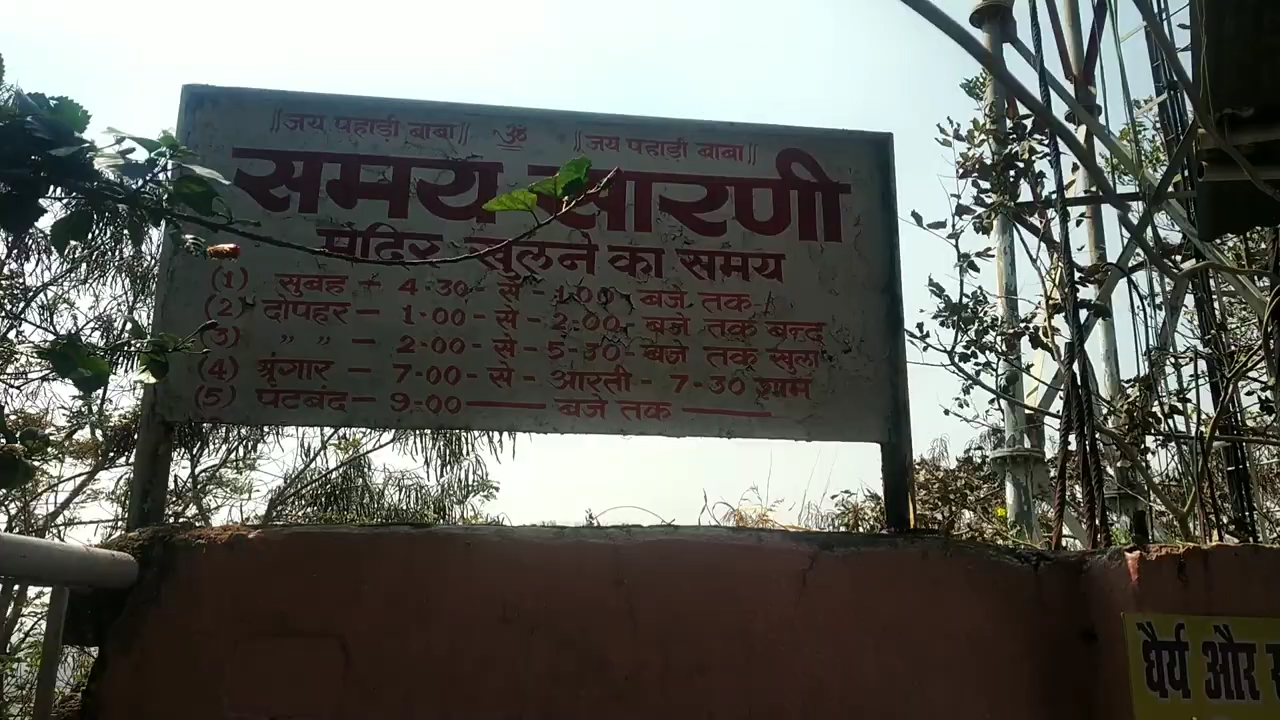 ॥जय पहाड़ी बाबा॥ ॐ ॥जय पहाड़ी बाबा॥
समय सारणी
मंदिर खुलने का समय
(1) सुबह - 4-30 - से - 1-00 - बजे तक
(2) दोपहर - 1-00 - से - 2-00 - बजे तक बन्द
(3) " " - 2-00 - से - 5-30 - बजे तक खुला
(4) श्रृंगार - 7-00 - से - आरती - 7-30 शाम
(5) पटबंद - 9-00 — बजे तक —
धैर्य और